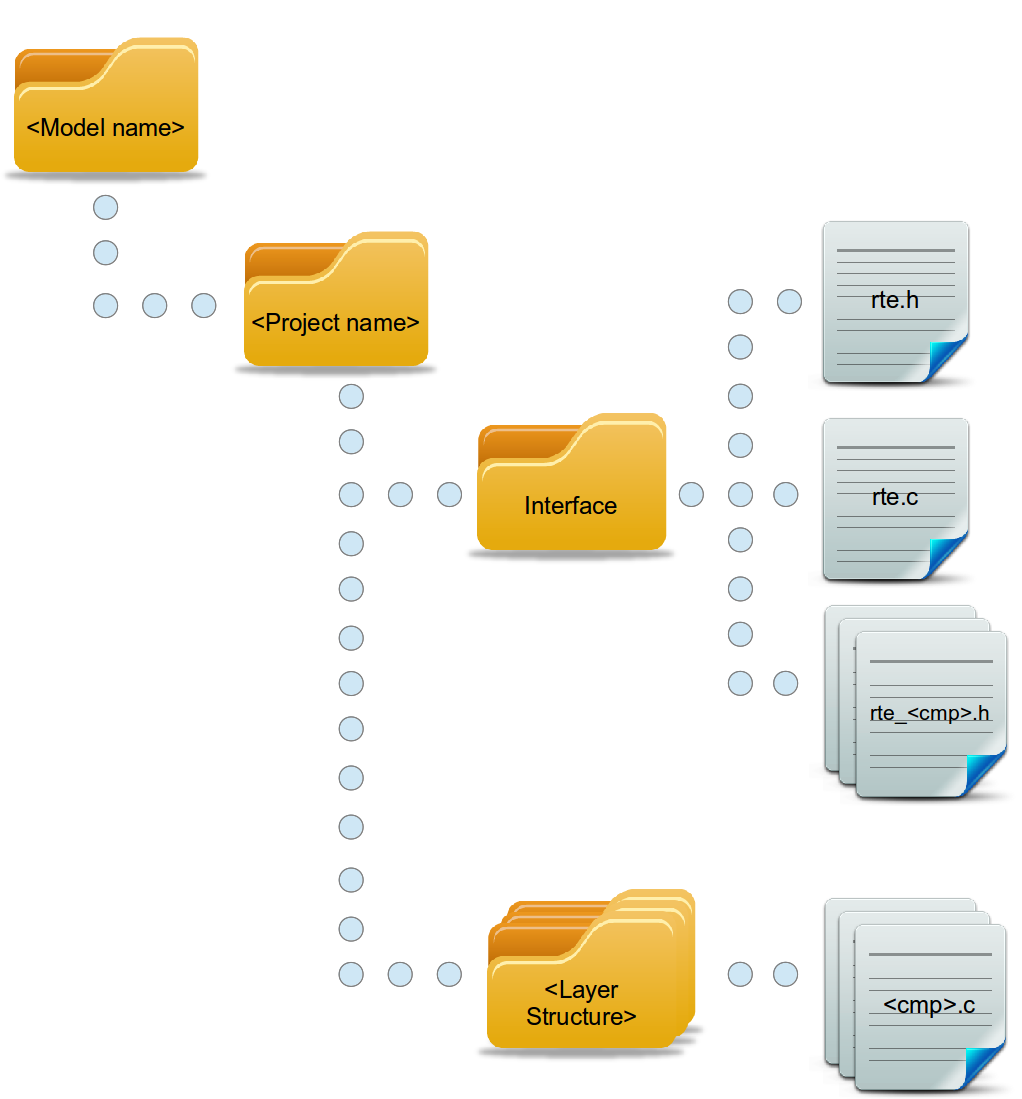 <Model name>
<Project name>
rte.h
Interface
rte.c
rte_<cmp>.h
<Layer
Structure>
<cmp>.c